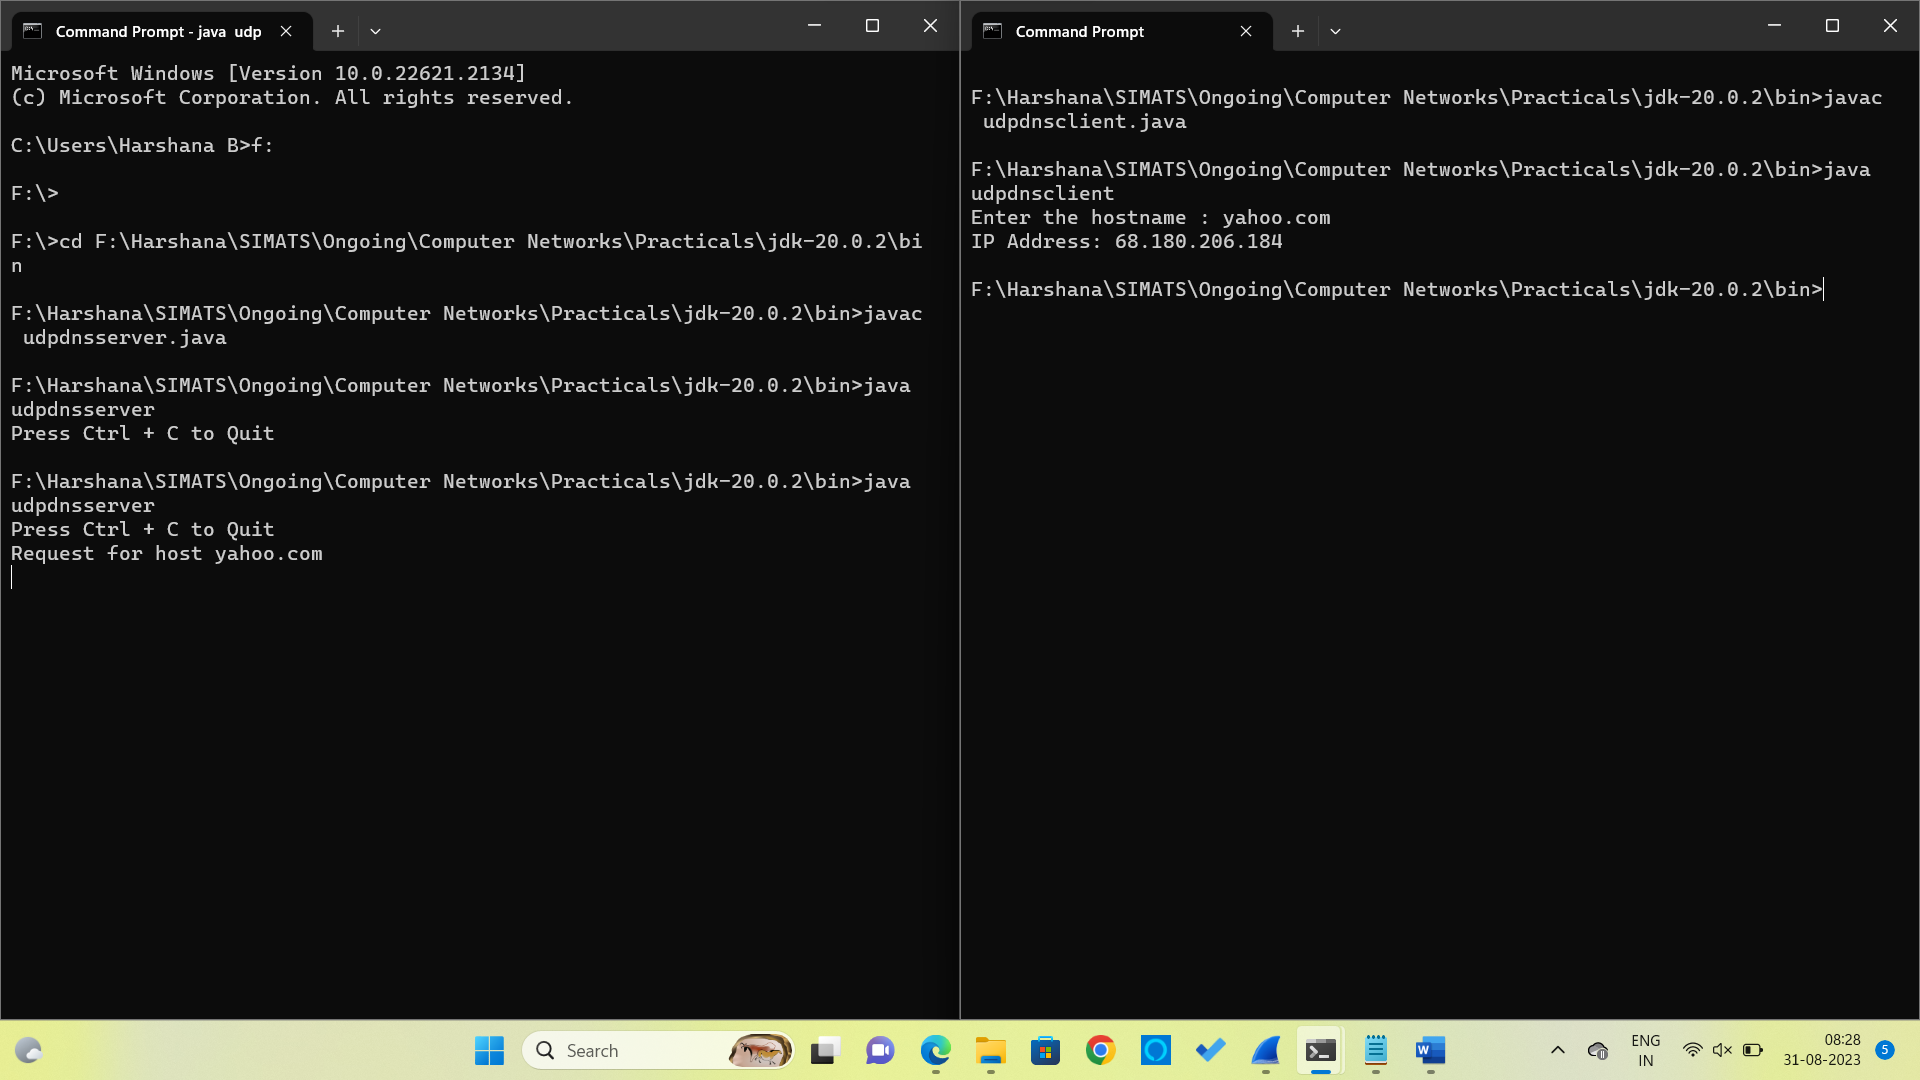 Command Prompt - java  udp
Microsoft Windows [Version 10.0.22621.2134]
(c) Microsoft Corporation. All rights reserved.
C:\Users\Harshana B>f:
F:\>
F:\>cd F:\Harshana\SIMATS\Ongoing\Computer Networks\Practicals\jdk-20.0.2\bi
n
F:\Harshana\SIMATS\Ongoing\Computer Networks\Practicals\jdk-20.0.2\bin>javac
 udpdnsserver.java
F:\Harshana\SIMATS\Ongoing\Computer Networks\Practicals\jdk-20.0.2\bin>java
udpdnsserver
Press Ctrl + C to Quit
F:\Harshana\SIMATS\Ongoing\Computer Networks\Practicals\jdk-20.0.2\bin>java
udpdnsserver
Press Ctrl + C to Quit
Request for host yahoo.com
Command Prompt
F:\Harshana\SIMATS\Ongoing\Computer Networks\Practicals\jdk-20.0.2\bin>javac
 udpdnsclient.java
F:\Harshana\SIMATS\Ongoing\Computer Networks\Practicals\jdk-20.0.2\bin>java
udpdnsclient
Enter the hostname : yahoo.com
IP Address: 68.180.206.184
F:\Harshana\SIMATS\Ongoing\Computer Networks\Practicals\jdk-20.0.2\bin>
Search
W
ENG
IN
08:28
31-08-2023
5